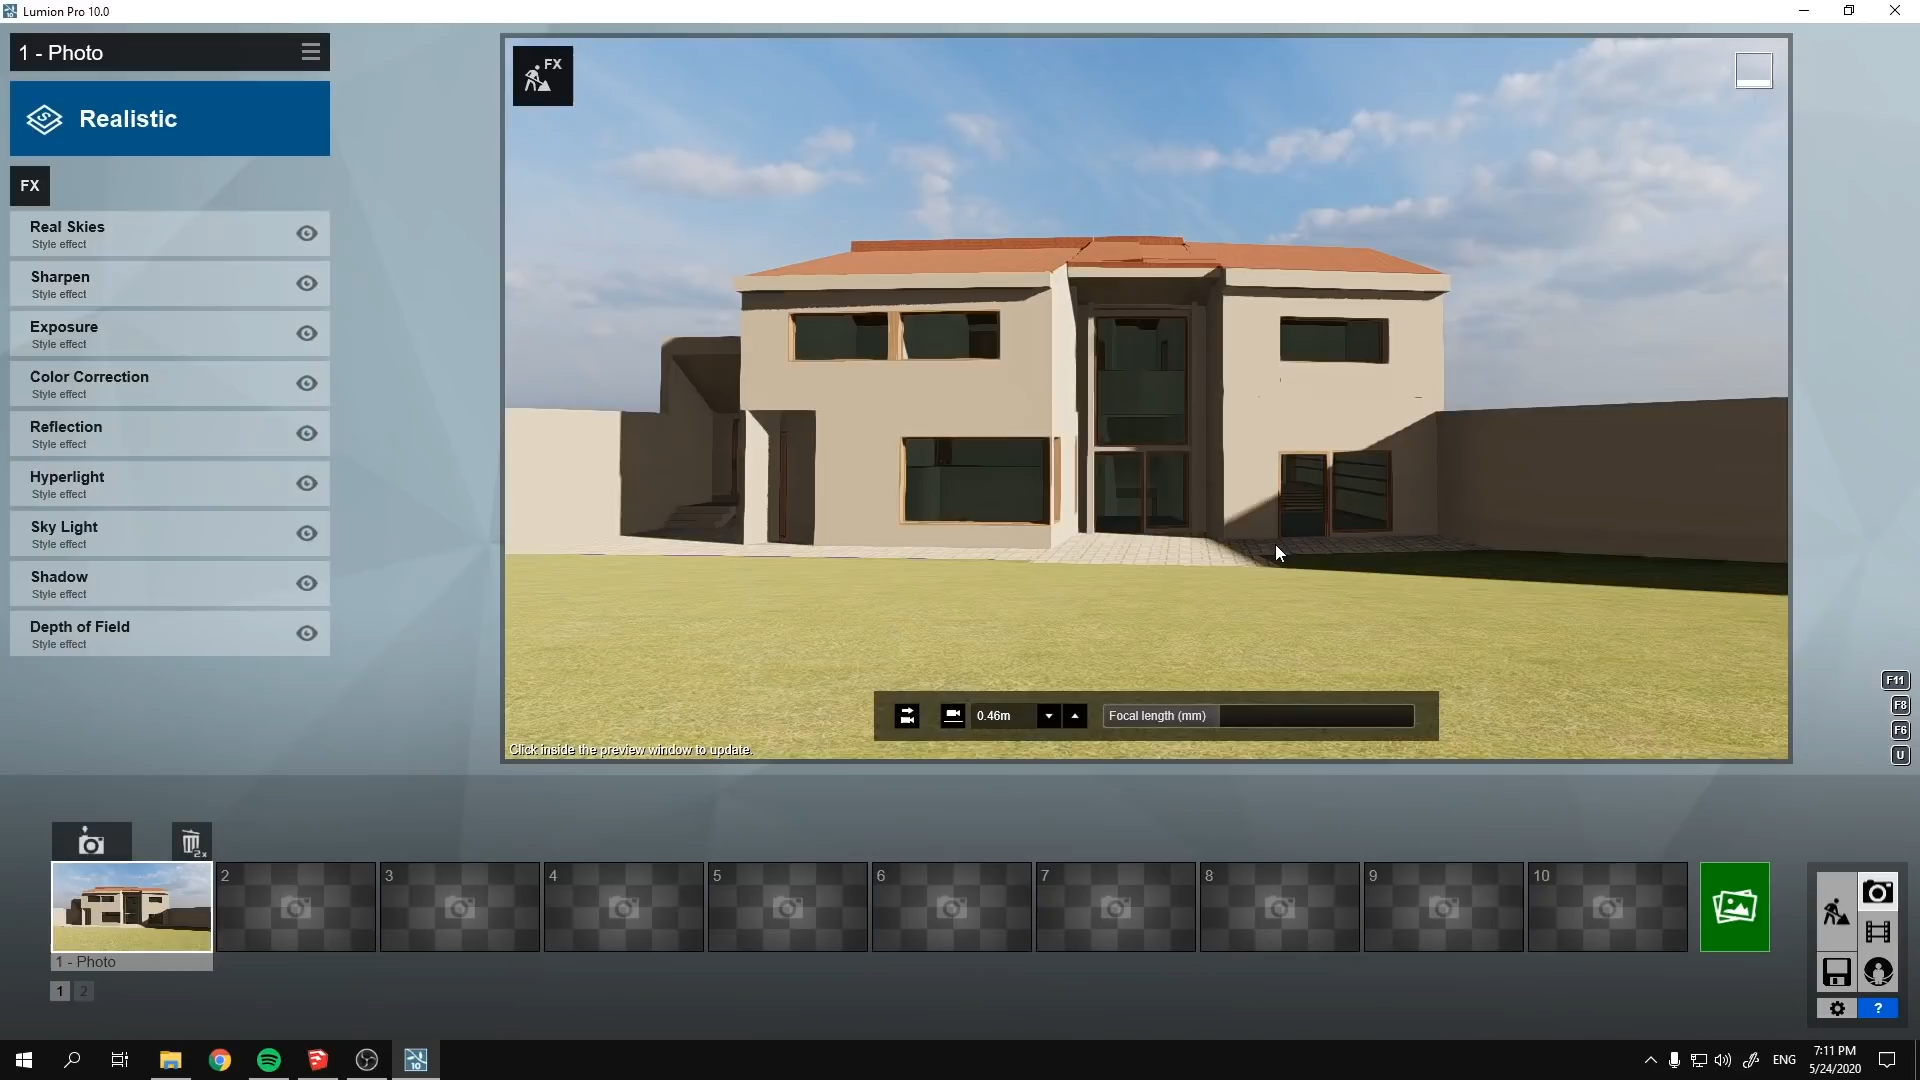 Lumion Pro 10.0
1 - Photo
Realistic
FX
Real Skies
Style effect
Sharpen
Style effect
Exposure
Style effect
Color Correction
Style effect
Reflection
Style effect
Hyperlight
Style effect
Sky Light
Style effect
Shadow
Style effect
Depth of Field
Style effect
FX
0.46m
Focal length (mm)
Click inside the preview window to update.
F11
F8
F6
U
2x
2
3
4
5
6
7
8
9
10
1 - Photo
1
2
?
10
ENG
7:11 PM
5/24/2020